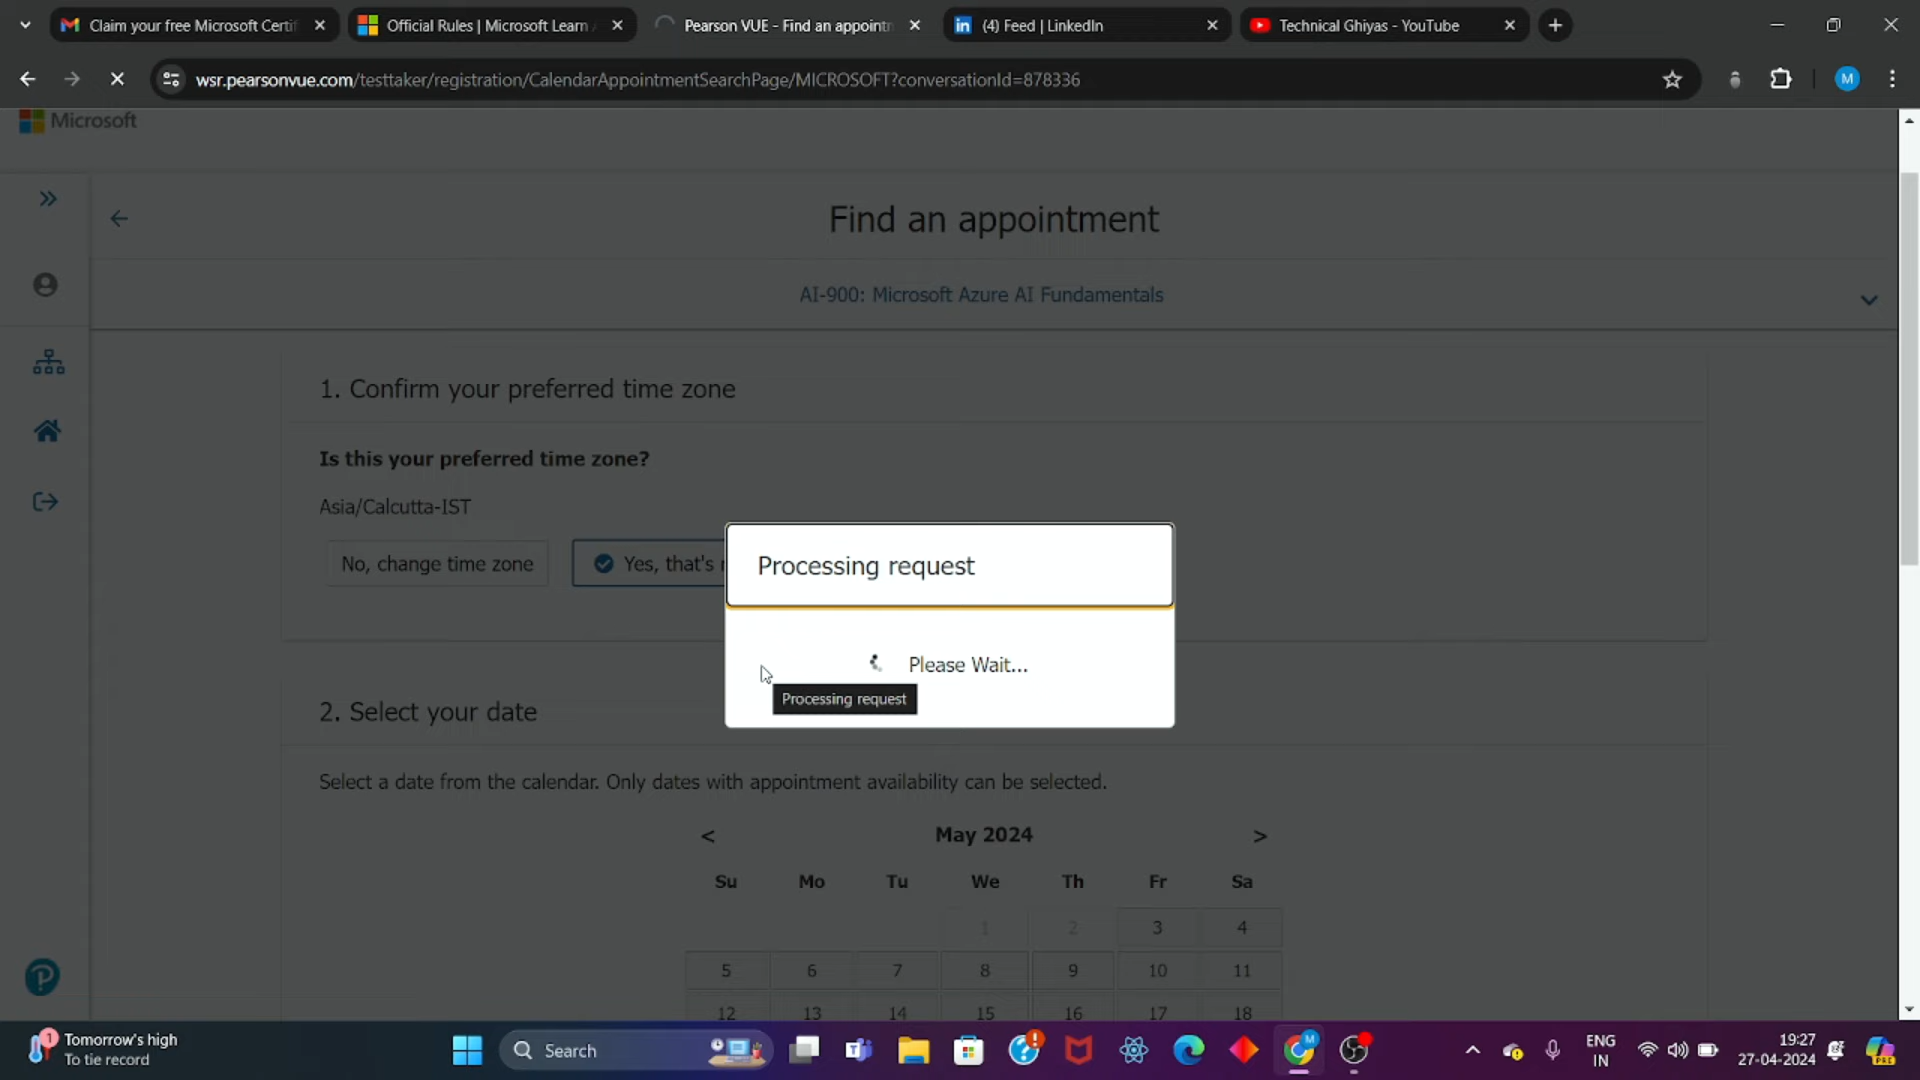 Claim your free Microsoft Certif
Official Rules | Microsoft Learn
Pearson VUE - Find an appoint
(4) Feed | LinkedIn
Technical Ghiyas - YouTube
wsr.pearsonvue.com/testtaker/registration/CalendarAppointmentSearchPage/MICROSOFT?conversationId=878336
M
Microsoft
Find an appointment
AI-900: Microsoft Azure AI Fundamentals
1. Confirm your preferred time zone
Is this your preferred time zone?
Asia/Calcutta-IST
No, change time zone
Yes, that's
Processing request
Please Wait...
Processing request
2. Select your date
Select a date from the calendar. Only dates with appointment availability can be selected.
< May 2024 >
Su Mo Tu We Th Fr Sa
1 2 3 4
5 6 7 8 9 10 11
12 13 14 15 16 17 18
1
Tomorrow's high
To tie record
Search
M
ENG
IN
19:27
27-04-2024
PRE